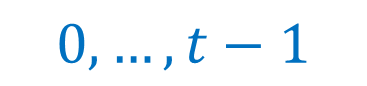 0, … , 𝑡 − 1